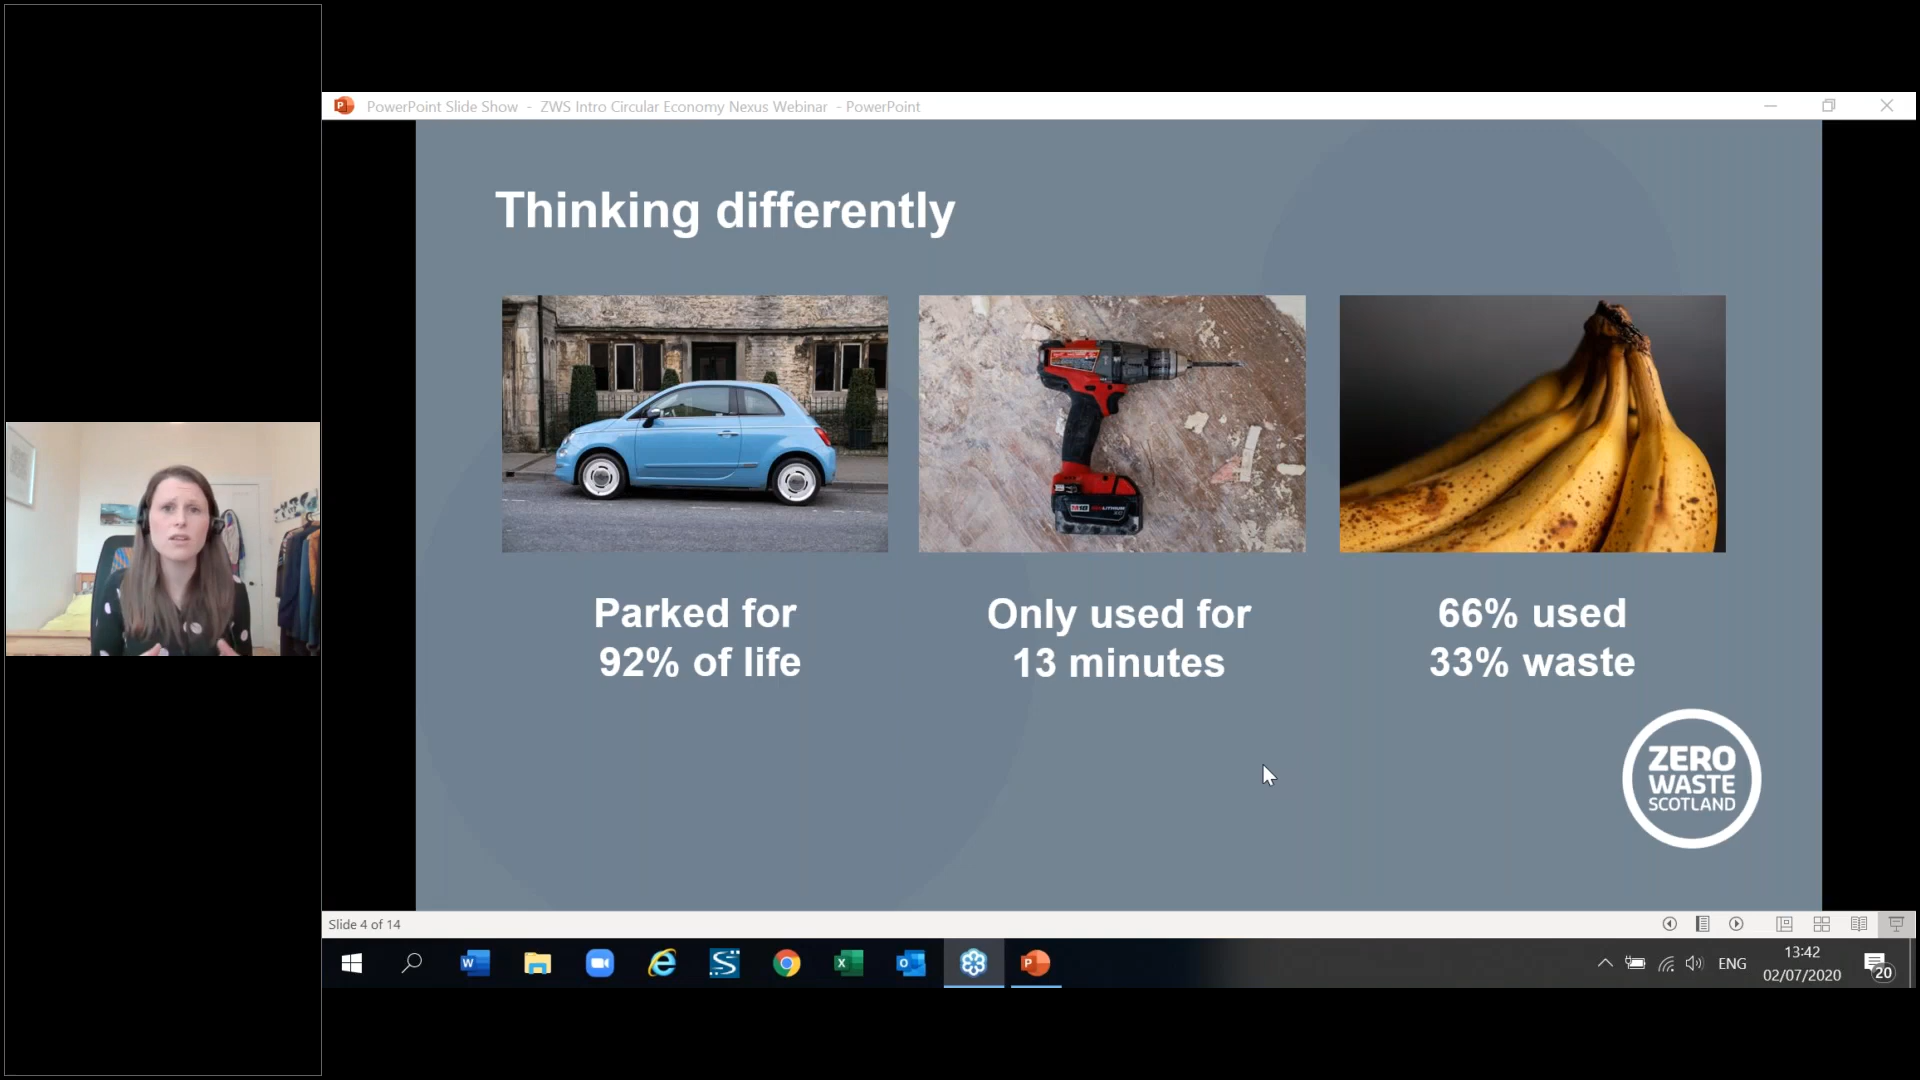 PowerPoint Slide Show - ZWS Intro Circular Economy Nexus Webinar - PowerPoint
Thinking differently
M18
Parked for
92% of life
Only used for
13 minutes
66% used
33% waste
ZERO
WASTE
SCOTLAND
Slide 4 of 14
ENG
13:42
02/07/2020
20